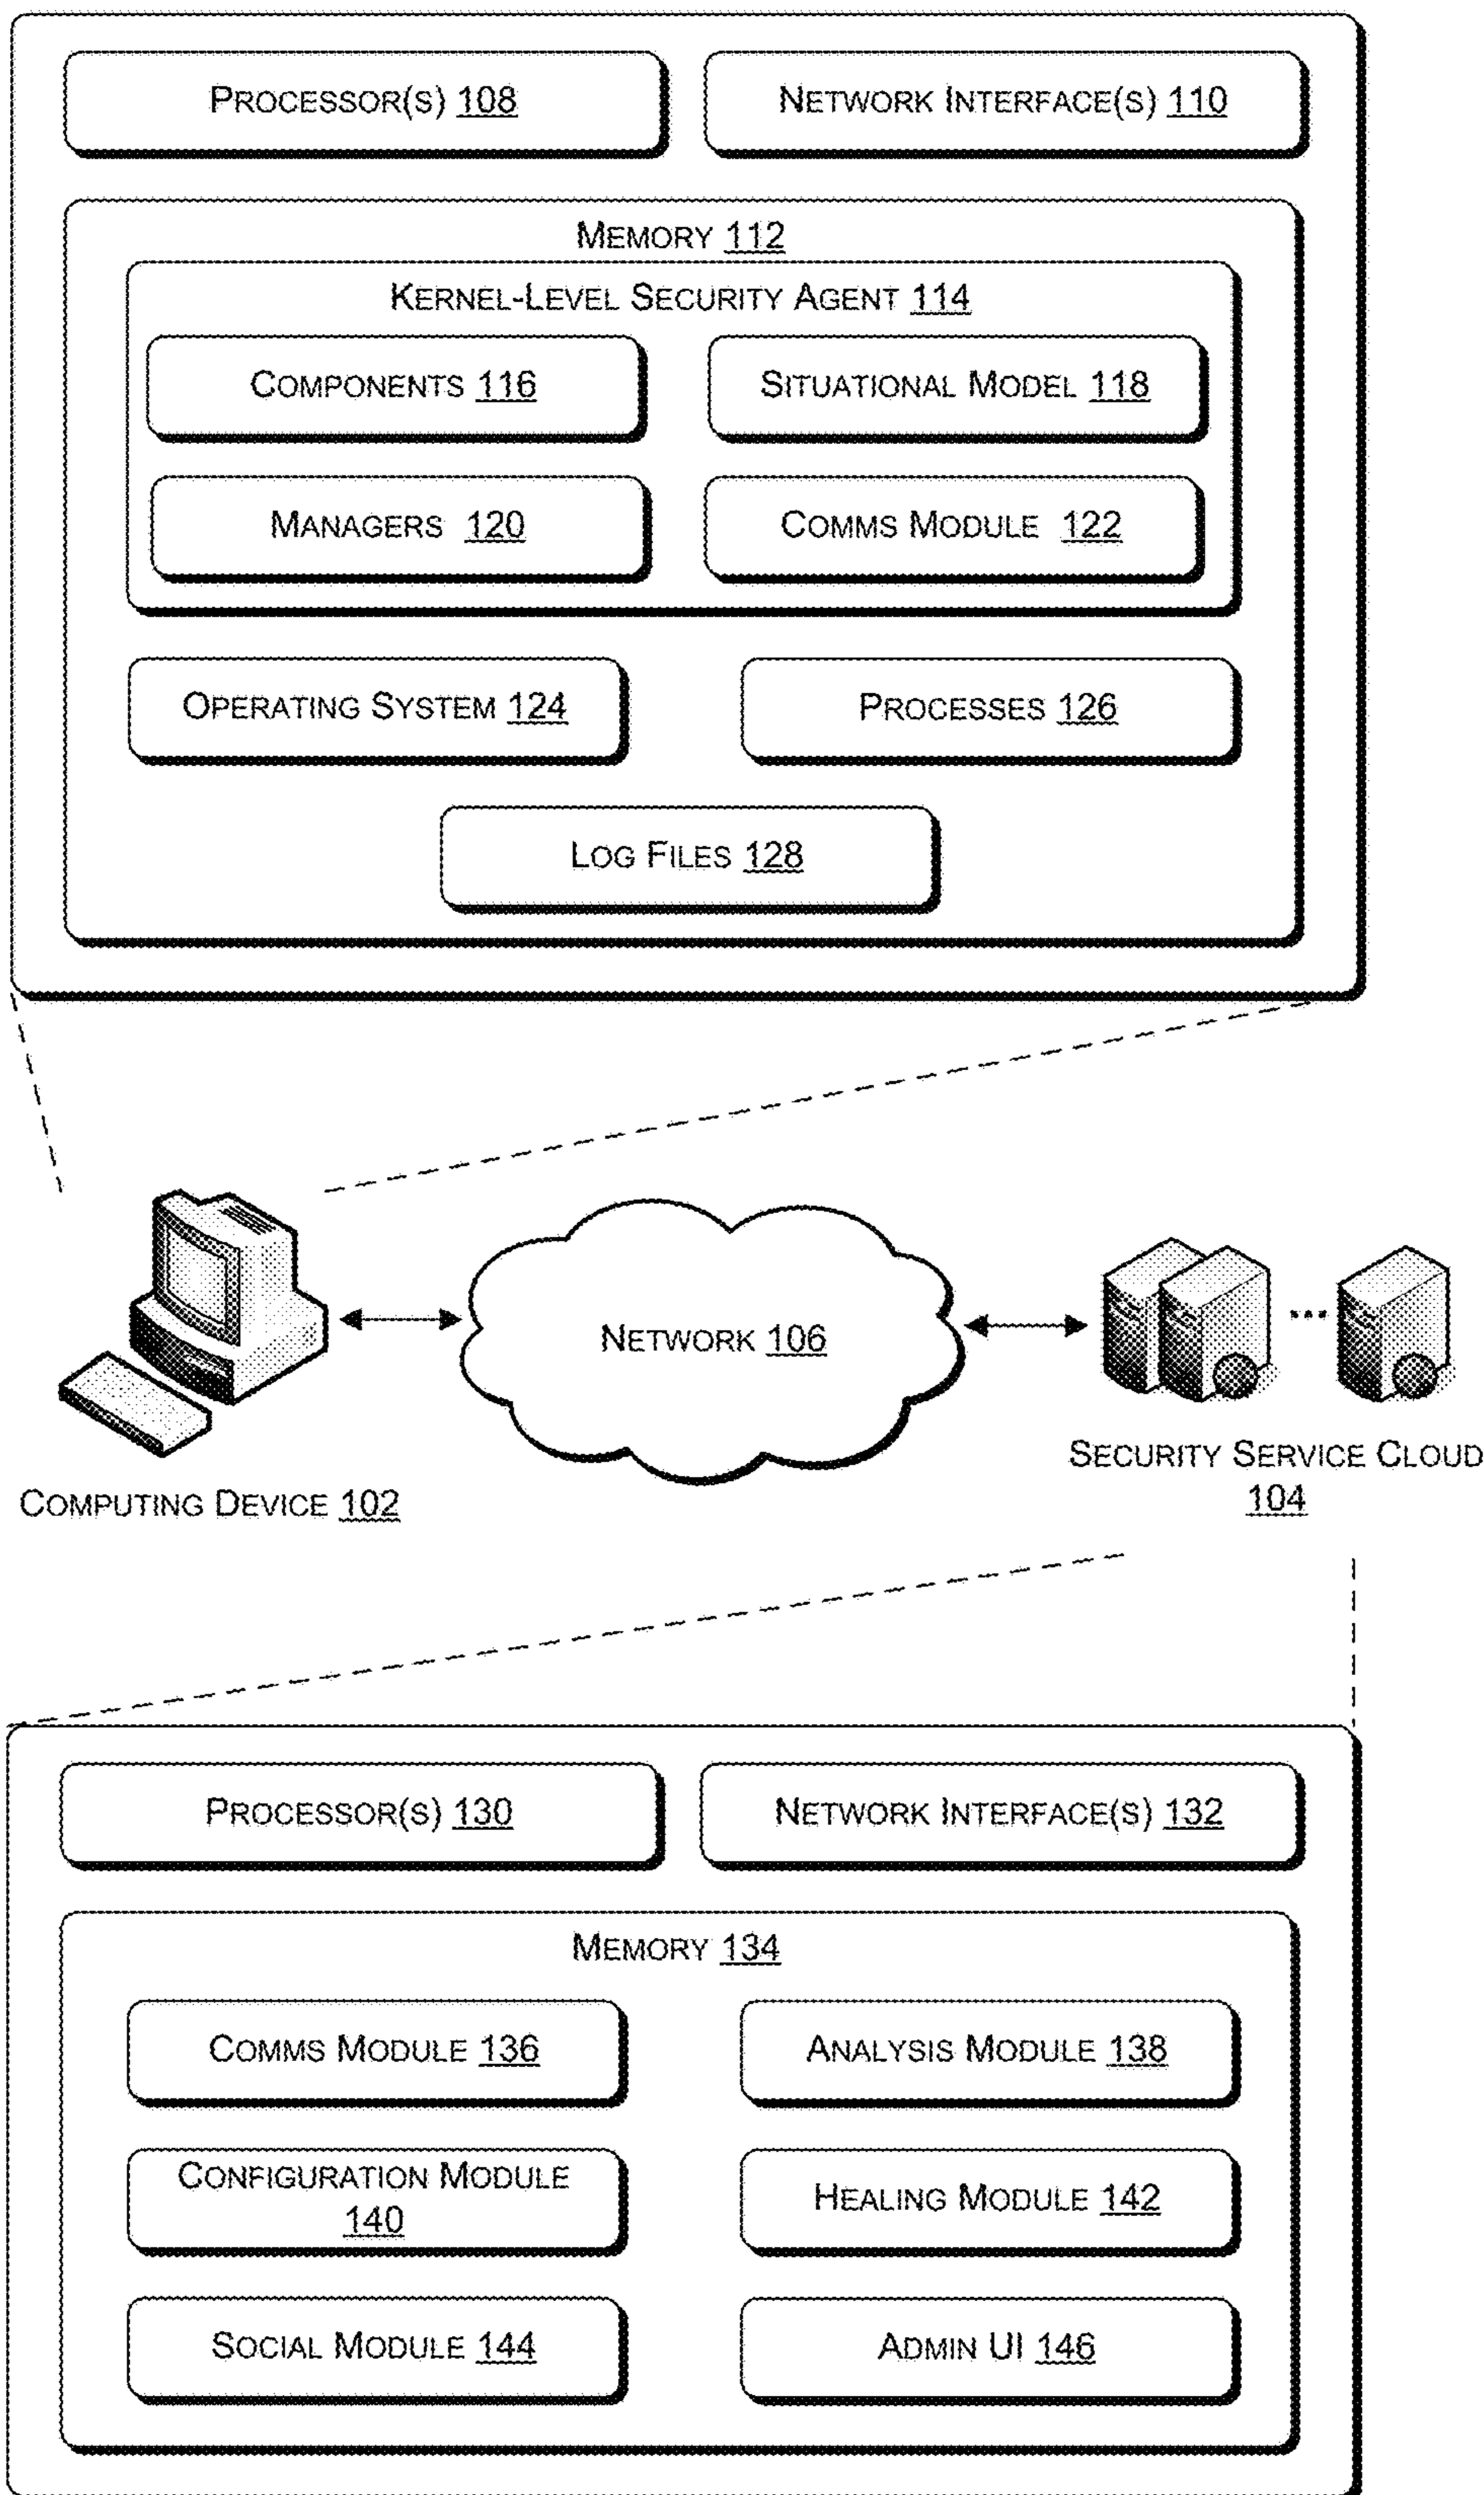 PROCESSOR(S) 108
NETWORK INTERFACE(S) 110
MEMORY 112
KERNEL-LEVEL SECURITY AGENT 114
COMPONENTS 116
SITUATIONAL MODEL 118
MANAGERS 120
COMMS MODULE 122
OPERATING SYSTEM 124
PROCESSES 126
LOG FILES 128
NETWORK 106
COMPUTING DEVICE 102
SECURITY SERVICE CLOUD
104
PROCESSOR(S) 130
NETWORK INTERFACE(S) 132
MEMORY 134
COMMS MODULE 136
ANALYSIS MODULE 138
CONFIGURATION MODULE
140
HEALING MODULE 142
SOCIAL MODULE 144
ADMIN UI 146